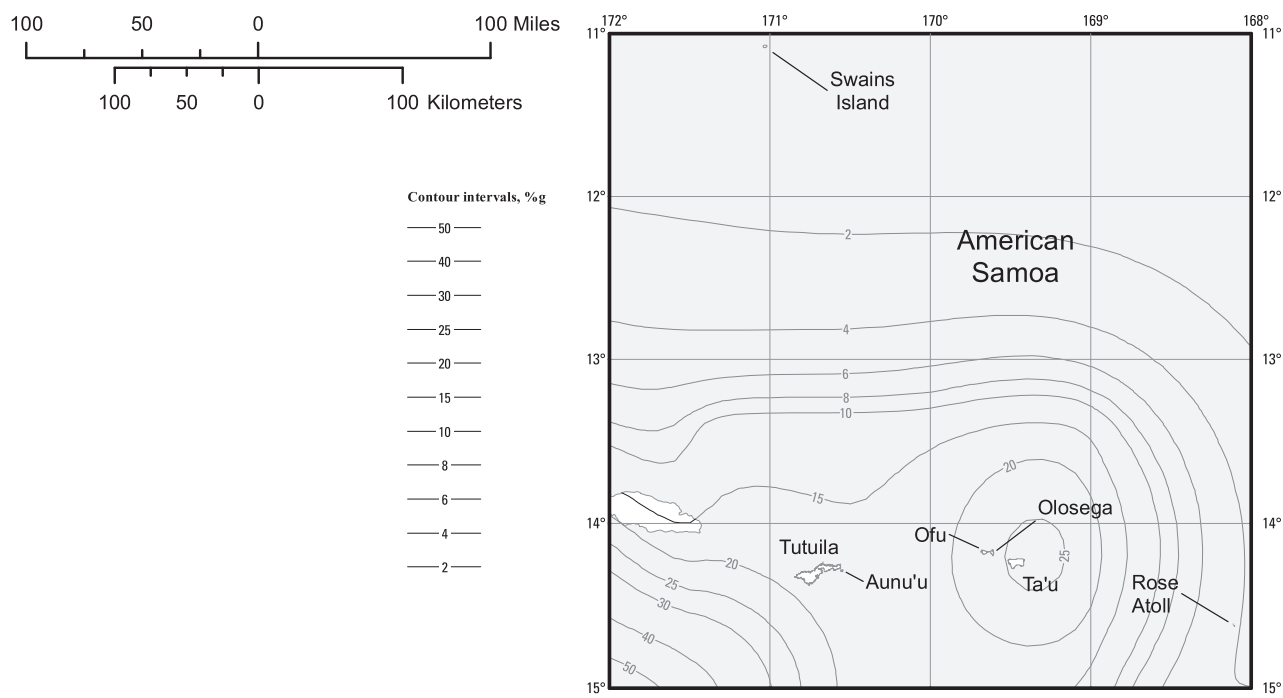 100 50 0 100 Miles
100 50 0 100 Kilometers
Contour intervals, %g
50
40
30
25
20
15
10
8
6
4
2
172° 171° 170° 169° 168°
11° 11°
Swains
Island
12° 12°
2
American
Samoa
4
13° 13°
6
8
10
20
15
Olosega
14° 14°
Ofu
Tutuila
25
20
Aunu'u
Ta'u
Rose
Atoll
25
30
40
50
15° 15°